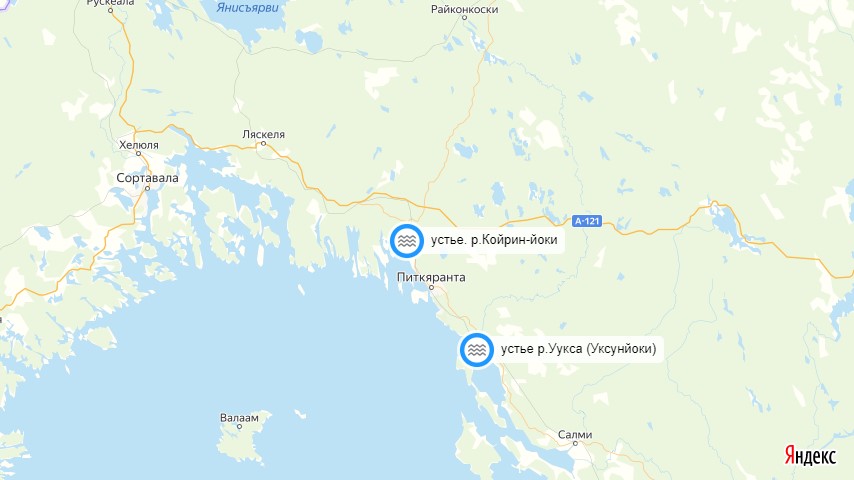 Рускеала
Янисъярви
Райконкоски
Хелюля
Ляскеля
Сортавала
А-121
устье. р.Койрин-йоки
Питкяранта
устье р.Уукса (Уксунйоки)
Валаам
Салми
Яндекс